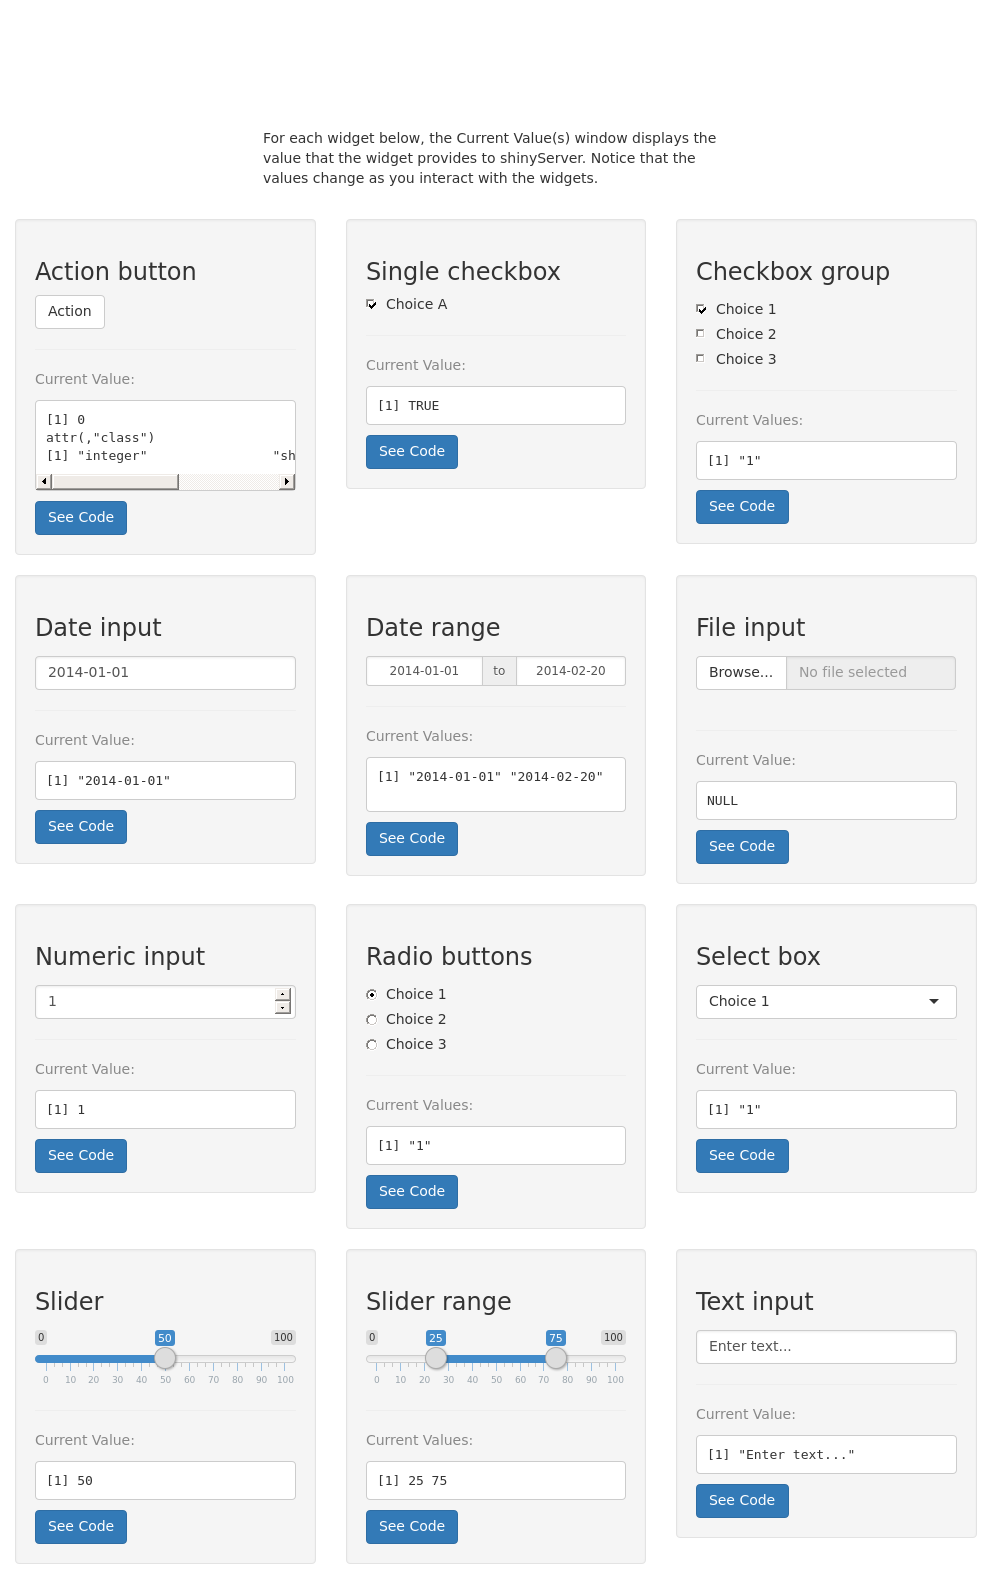 For each widget below, the Current Value(s) window displays the
value that the widget provides to shinyServer. Notice that the
values change as you interact with the widgets.
Action button
Action
Current Value:
[1] 0
attr(,"class")
[1] "integer" "sh
See Code
Single checkbox
Choice A
Current Value:
[1] TRUE
See Code
Checkbox group
Choice 1
Choice 2
Choice 3
Current Values:
[1] "1"
See Code
Date input
2014-01-01
Current Value:
[1] "2014-01-01"
See Code
Date range
2014-01-01 to 2014-02-20
Current Values:
[1] "2014-01-01" "2014-02-20"
See Code
File input
Browse... No file selected
Current Value:
NULL
See Code
Numeric input
1
Current Value:
[1] 1
See Code
Radio buttons
Choice 1
Choice 2
Choice 3
Current Values:
[1] "1"
See Code
Select box
Choice 1
Current Value:
[1] "1"
See Code
Slider
0 50 100
0 10 20 30 40 50 60 70 80 90 100
Current Value:
[1] 50
See Code
Slider range
0 25 75 100
0 10 20 30 40 50 60 70 80 90 100
Current Values:
[1] 25 75
See Code
Text input
Enter text...
Current Value:
[1] "Enter text..."
See Code